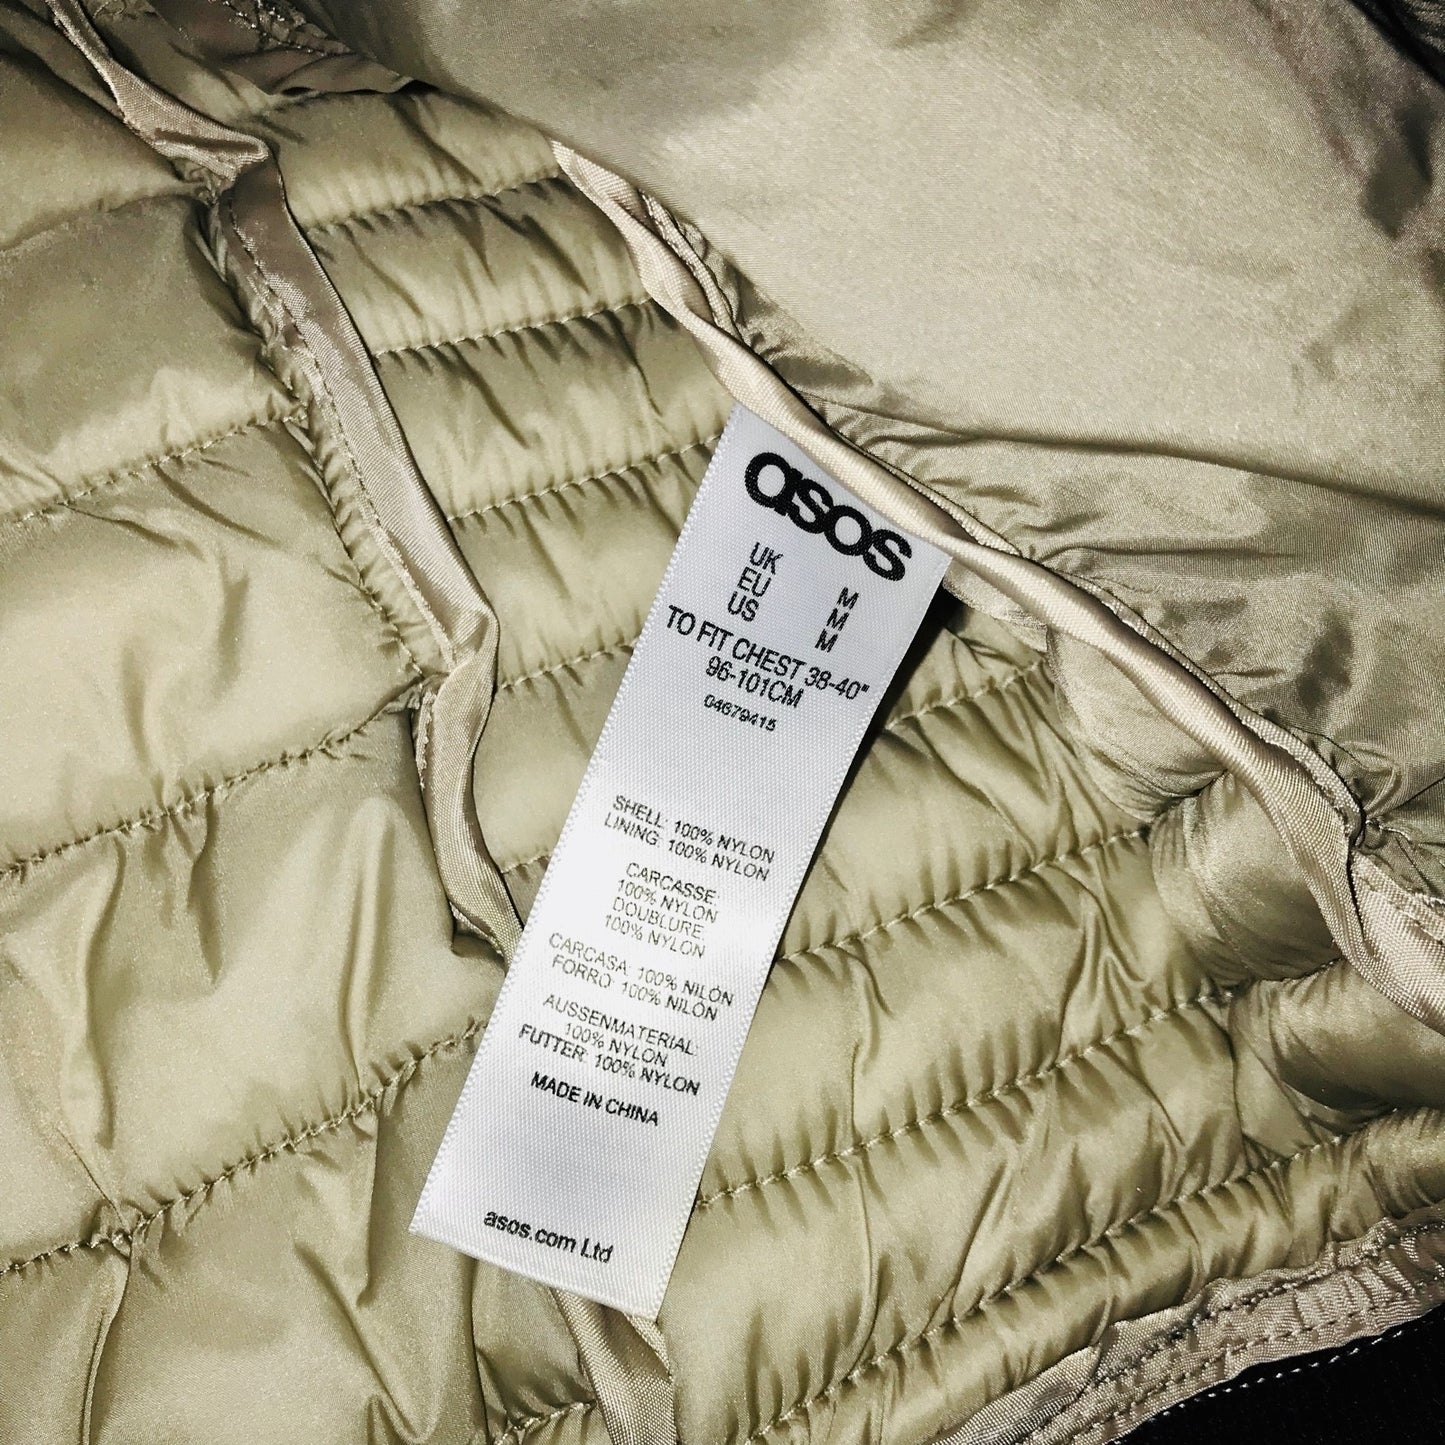 asos
UK M
EU M
US M
TO FIT CHEST 38-40"
96-101CM
04679415
SHELL: 100% NYLON
LINING: 100% NYLON
CARCASSE:
100% NYLON
DOUBLURE:
100% NYLON
CARCASA: 100% NILÓN
FORRO: 100% NILÓN
AUSSENMATERIAL:
100% NYLON
FUTTER: 100% NYLON
MADE IN CHINA
asos.com Ltd